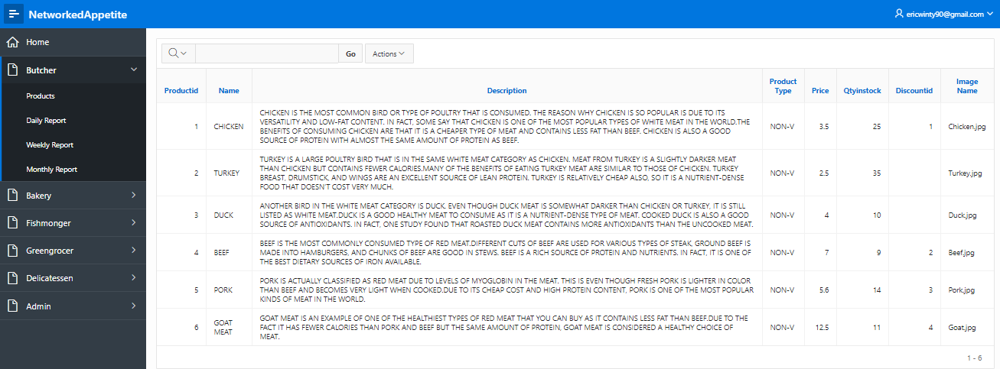 NetworkedAppetite
ericwinty90@gmail.com
Home
Butcher
Products
Daily Report
Weekly Report
Monthly Report
Bakery
Fishmonger
Greengrocer
Delicatessen
Admin
Go
Actions
Productid Name Description Product Type Price Qtyinstock Discountid Image Name
1 CHICKEN CHICKEN IS THE MOST COMMON BIRD OR TYPE OF POULTRY THAT IS CONSUMED. THE REASON WHY CHICKEN IS SO POPULAR IS DUE TO ITS
VERSATILITY AND LOW-FAT CONTENT. IN FACT, SOME SAY THAT CHICKEN IS ONE OF THE MOST POPULAR TYPES OF WHITE MEAT IN THE WORLD.THE
BENEFITS OF CONSUMING CHICKEN ARE THAT IT IS A CHEAPER TYPE OF MEAT AND CONTAINS LESS FAT THAN BEEF. CHICKEN IS ALSO A GOOD
SOURCE OF PROTEIN WITH ALMOST THE SAME AMOUNT OF PROTEIN AS BEEF.
NON-V 3.5 25 1 Chicken.jpg
2 TURKEY TURKEY IS A LARGE POULTRY BIRD THAT IS IN THE SAME WHITE MEAT CATEGORY AS CHICKEN. MEAT FROM TURKEY IS A SLIGHTLY DARKER MEAT
THAN CHICKEN BUT CONTAINS FEWER CALORIES.MANY OF THE BENEFITS OF EATING TURKEY MEAT ARE SIMILAR TO THOSE OF CHICKEN. TURKEY
BREAST, DRUMSTICK, AND WINGS ARE AN EXCELLENT SOURCE OF LEAN PROTEIN. TURKEY IS RELATIVELY CHEAP ALSO, SO IT IS A NUTRIENT-DENSE
FOOD THAT DOESN'T COST VERY MUCH.
NON-V 2.5 35 Turkey.jpg
3 DUCK ANOTHER BIRD IN THE WHITE MEAT CATEGORY IS DUCK. EVEN THOUGH DUCK MEAT IS SOMEWHAT DARKER THAN CHICKEN OR TURKEY, IT IS STILL
LISTED AS WHITE MEAT.DUCK IS A GOOD HEALTHY MEAT TO CONSUME AS IT IS A NUTRIENT-DENSE TYPE OF MEAT. COOKED DUCK IS ALSO A GOOD
SOURCE OF ANTIOXIDANTS. IN FACT, ONE STUDY FOUND THAT ROASTED DUCK MEAT CONTAINS MORE ANTIOXIDANTS THAN THE UNCOOKED MEAT.
NON-V 4 10 Duck.jpg
4 BEEF BEEF IS THE MOST COMMONLY CONSUMED TYPE OF RED MEAT.DIFFERENT CUTS OF BEEF ARE USED FOR VARIOUS TYPES OF STEAK, GROUND BEEF IS
MADE INTO HAMBURGERS, AND CHUNKS OF BEEF ARE GOOD IN STEWS. BEEF IS A RICH SOURCE OF PROTEIN AND NUTRIENTS. IN FACT, IT IS ONE OF
THE BEST DIETARY SOURCES OF IRON AVAILABLE.
NON-V 7 9 2 Beef.jpg
5 PORK PORK IS ACTUALLY CLASSIFIED AS RED MEAT DUE TO LEVELS OF MYOGLOBIN IN THE MEAT. THIS IS EVEN THOUGH FRESH PORK IS LIGHTER IN COLOR
THAN BEEF AND BECOMES VERY LIGHT WHEN COOKED.DUE TO ITS CHEAP COST AND HIGH PROTEIN CONTENT, PORK IS ONE OF THE MOST POPULAR
KINDS OF MEAT IN THE WORLD.
NON-V 5.6 14 3 Pork.jpg
6 GOAT MEAT GOAT MEAT IS AN EXAMPLE OF ONE OF THE HEALTHIEST TYPES OF RED MEAT THAT YOU CAN BUY AS IT CONTAINS LESS FAT THAN BEEF.DUE TO THE
FACT IT HAS FEWER CALORIES THAN PORK AND BEEF BUT THE SAME AMOUNT OF PROTEIN, GOAT MEAT IS CONSIDERED A HEALTHY CHOICE OF
MEAT.
NON-V 12.5 11 4 Goat.jpg
1 - 6